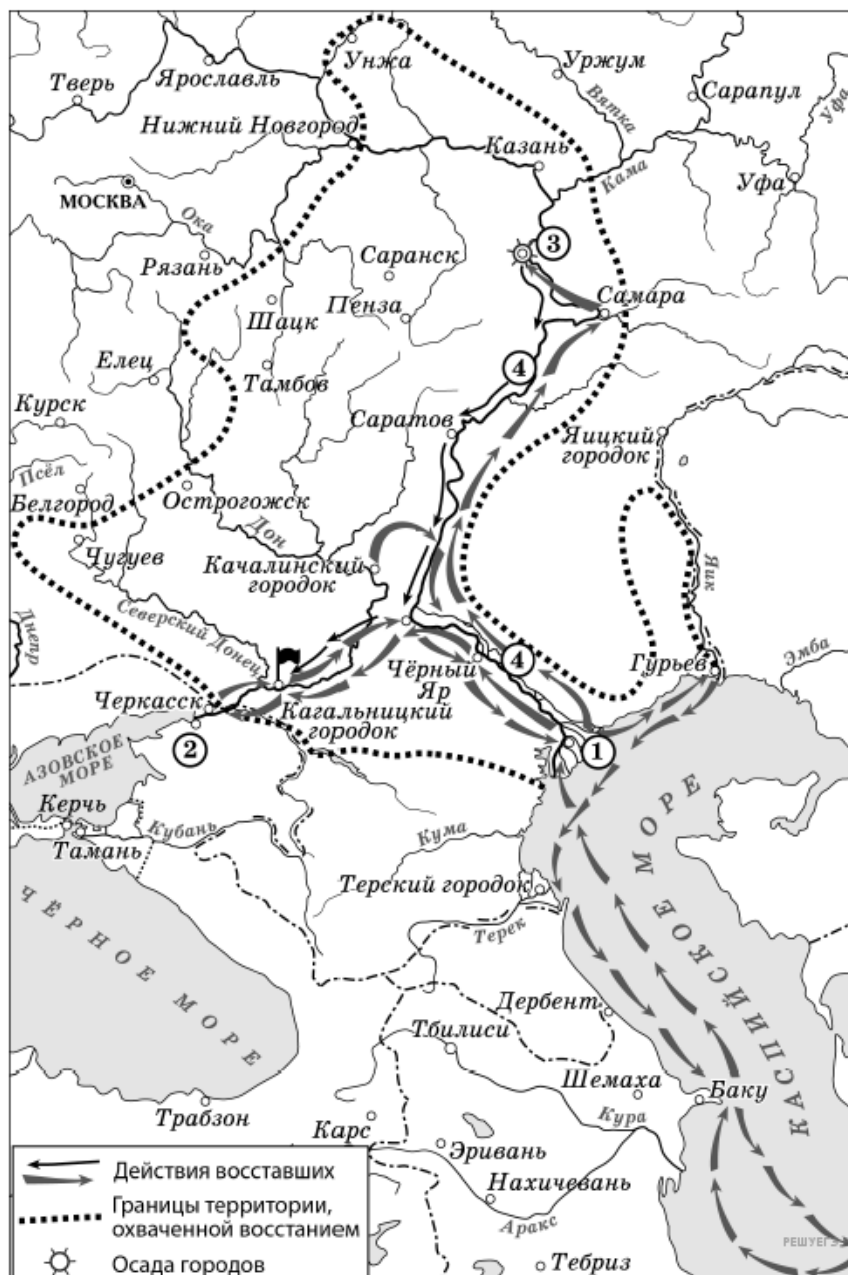 Унжа
Уржум
Ярославль
Тверь
Вятка
Сарапул
Уфа
Нижний Новгород
Казань
Кама
Уфа
МОСКВА
Ока
3
Рязань
Саранск
Самара
Пенза
Шацк
Елец
Тамбов
4
Курск
Саратов
Яицкий
городок
Псёл
Белгород
Острогожск
Дон
Чугуев
Качалинский
городок
Яик
Днепр
Северский Донец
4
Чёрный
Яр
Гурьев
Эмба
Черкасск
Кагальницкий
городок
2
1
АЗОВСКОЕ
МОРЕ
Керчь
Кубань
Тамань
Кума
Терский городок
Терек
КАСПИЙСКОЕ МОРЕ
ЧЁРНОЕ МОРЕ
Дербент
Тбилиси
Шемаха
Баку
Трабзон
Кура
Карс
Эривань
Нахичевань
Аракс
Тебриз
Действия восставших
Границы территории,
охваченной восстанием
Осада городов
РЕШУЕГЭ